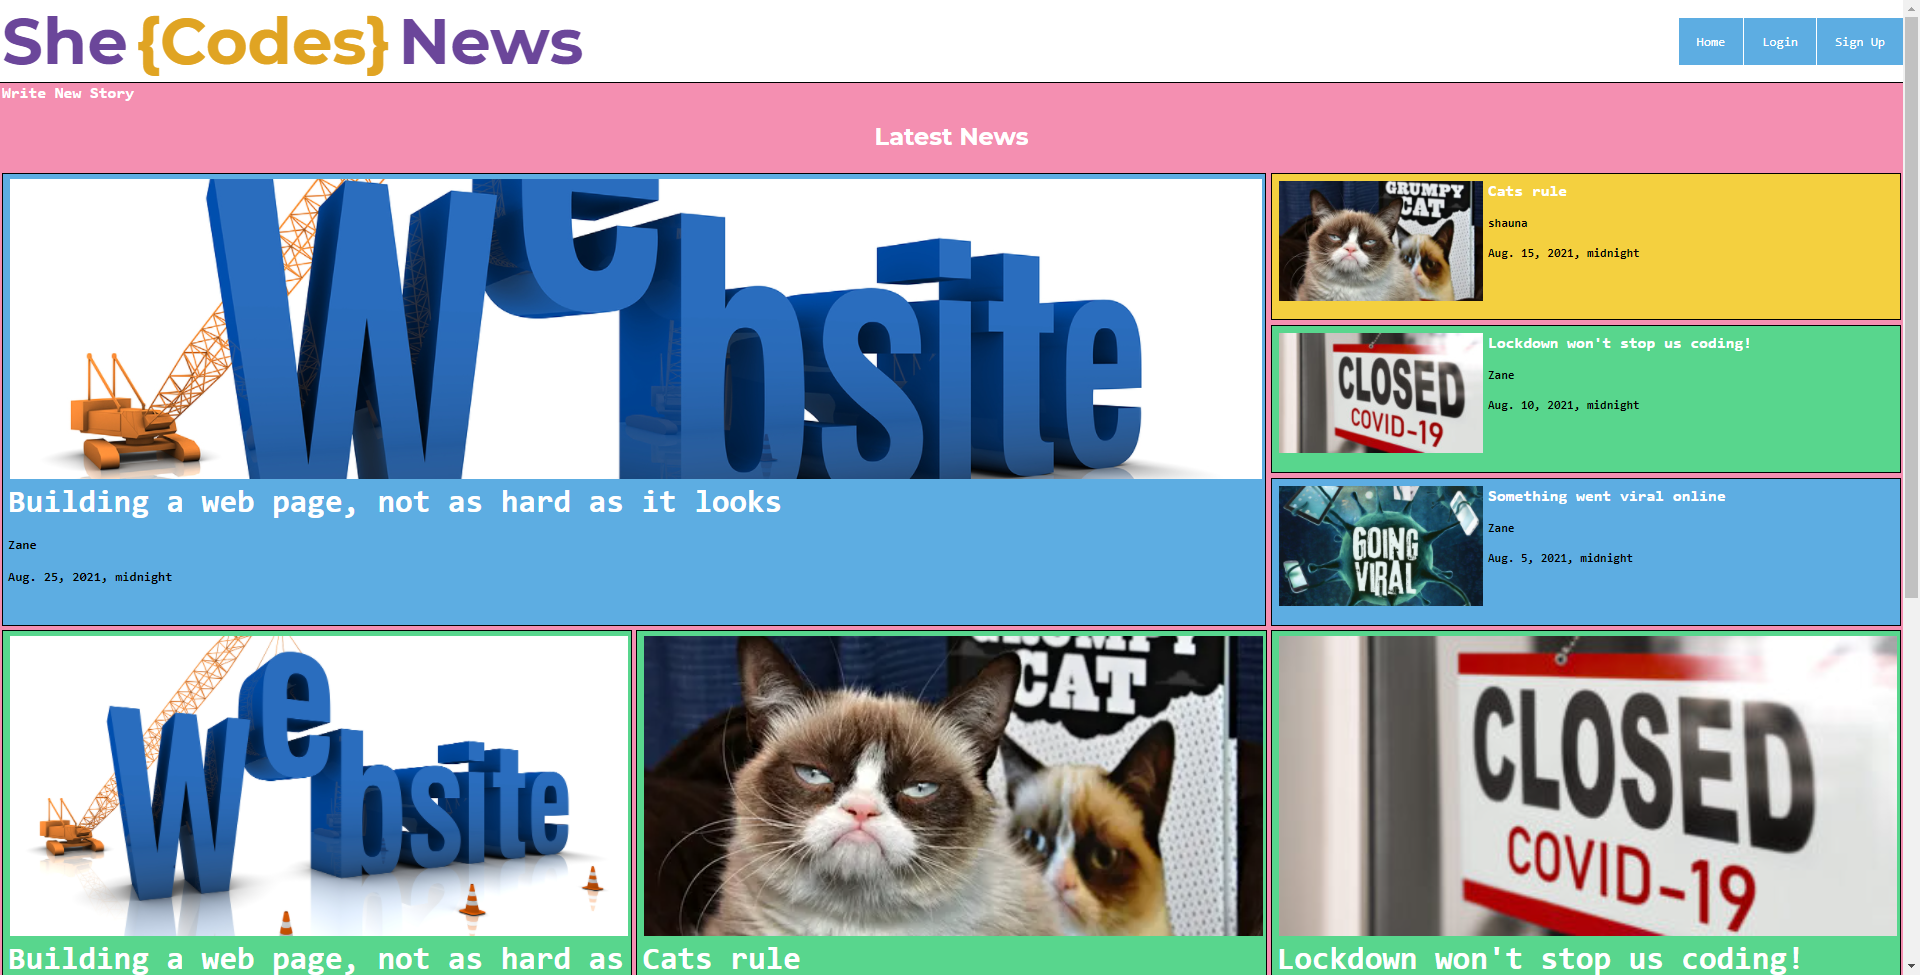 She {Codes} News
Home
Login
Sign Up
Write New Story
Latest News
Website
Building a web page, not as hard as it looks
Zane
Aug. 25, 2021, midnight
GRUMPY
CAT
Cats rule
shauna
Aug. 15, 2021, midnight
CLOSED
COVID-19
Lockdown won't stop us coding!
Zane
Aug. 10, 2021, midnight
GOING
VIRAL
Something went viral online
Zane
Aug. 5, 2021, midnight
Website
Building a web page, not as hard as
GRUMPY
CAT
Cats rule
CLOSED
COVID-19
Lockdown won't stop us coding!